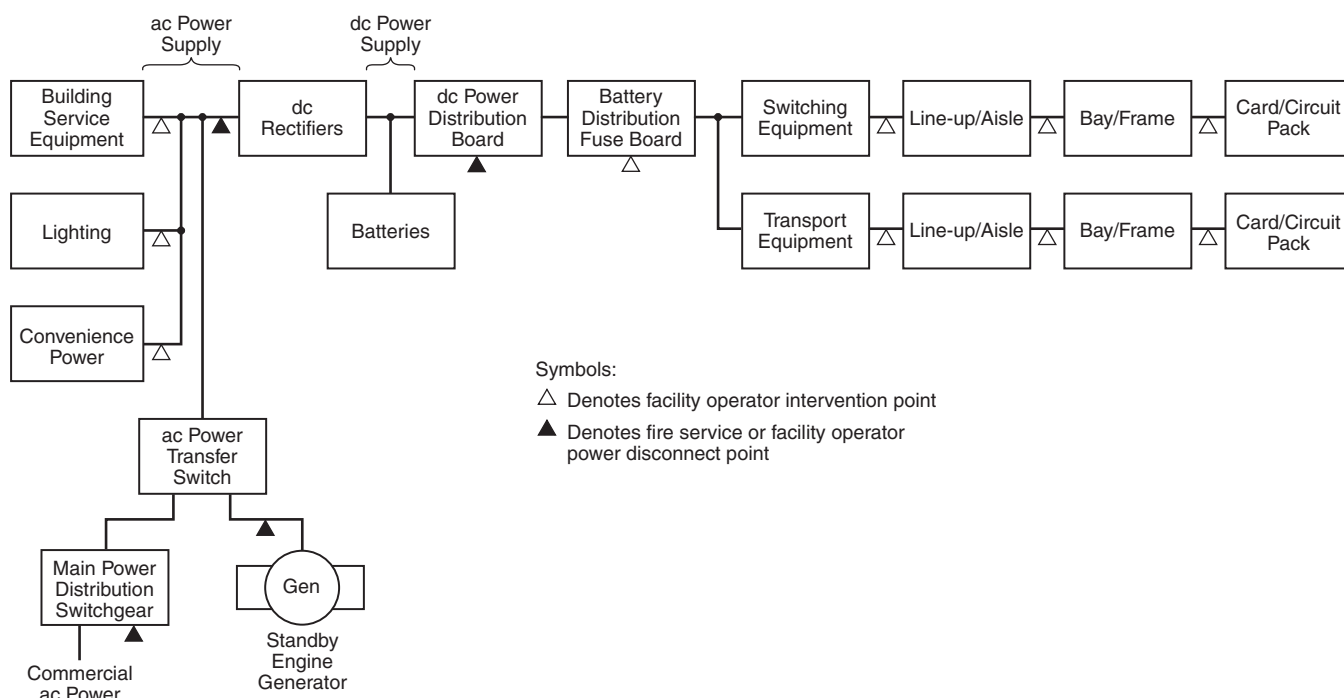 ac Power
Supply
dc Power
Supply
Building
Service
Equipment
dc
Rectifiers
dc Power
Distribution
Board
Battery
Distribution
Fuse Board
Switching
Equipment
Line-up/Aisle
Bay/Frame
Card/Circuit
Pack
Lighting
Batteries
Transport
Equipment
Line-up/Aisle
Bay/Frame
Card/Circuit
Pack
Convenience
Power
Symbols:
Denotes facility operator intervention point
Denotes fire service or facility operator
power disconnect point
ac Power
Transfer
Switch
Main Power
Distribution
Switchgear
Gen
Standby
Engine
Generator
Commercial
ac Power